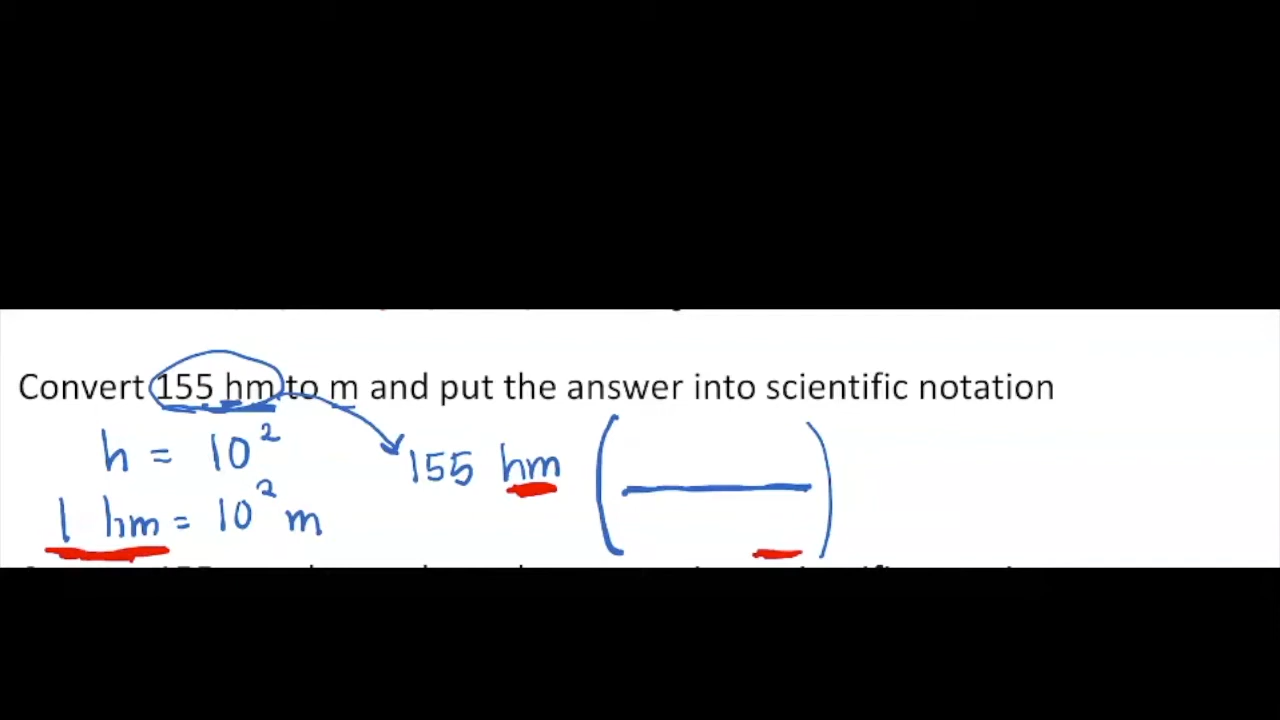 Convert 155 hm to m and put the answer into scientific notation
h = 10²
155 hm
1 hm = 10² m